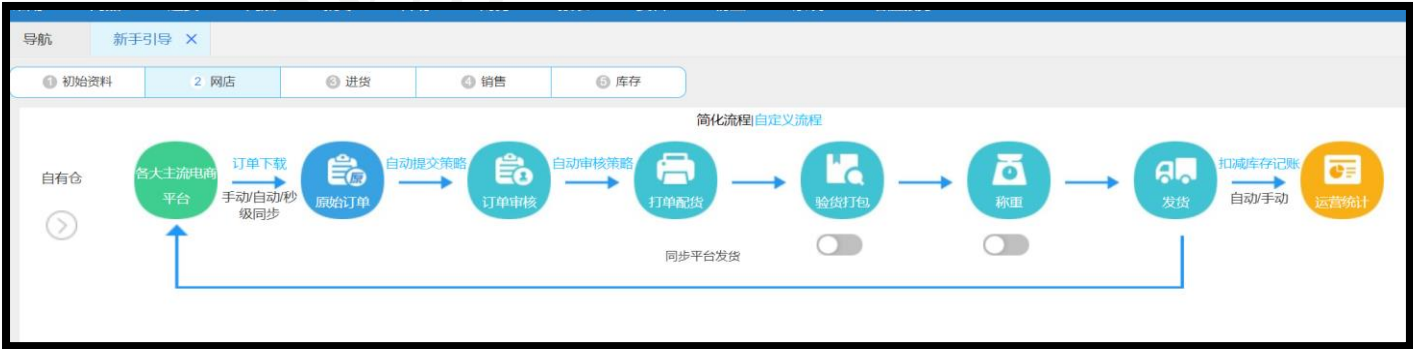 导航 新手引导 ×
1 初始资料 2 网店 3 进货 4 销售 5 库存
简化流程|自定义流程
自有仓
各大主流电商
平台
订单下载
手动/自动/秒
级同步
原
原始订单
自动提交策略
订单审核
自动审核策略
打单配货
验货打包
称重
发货
扣减库存记账
自动/手动
运营统计
同步平台发货